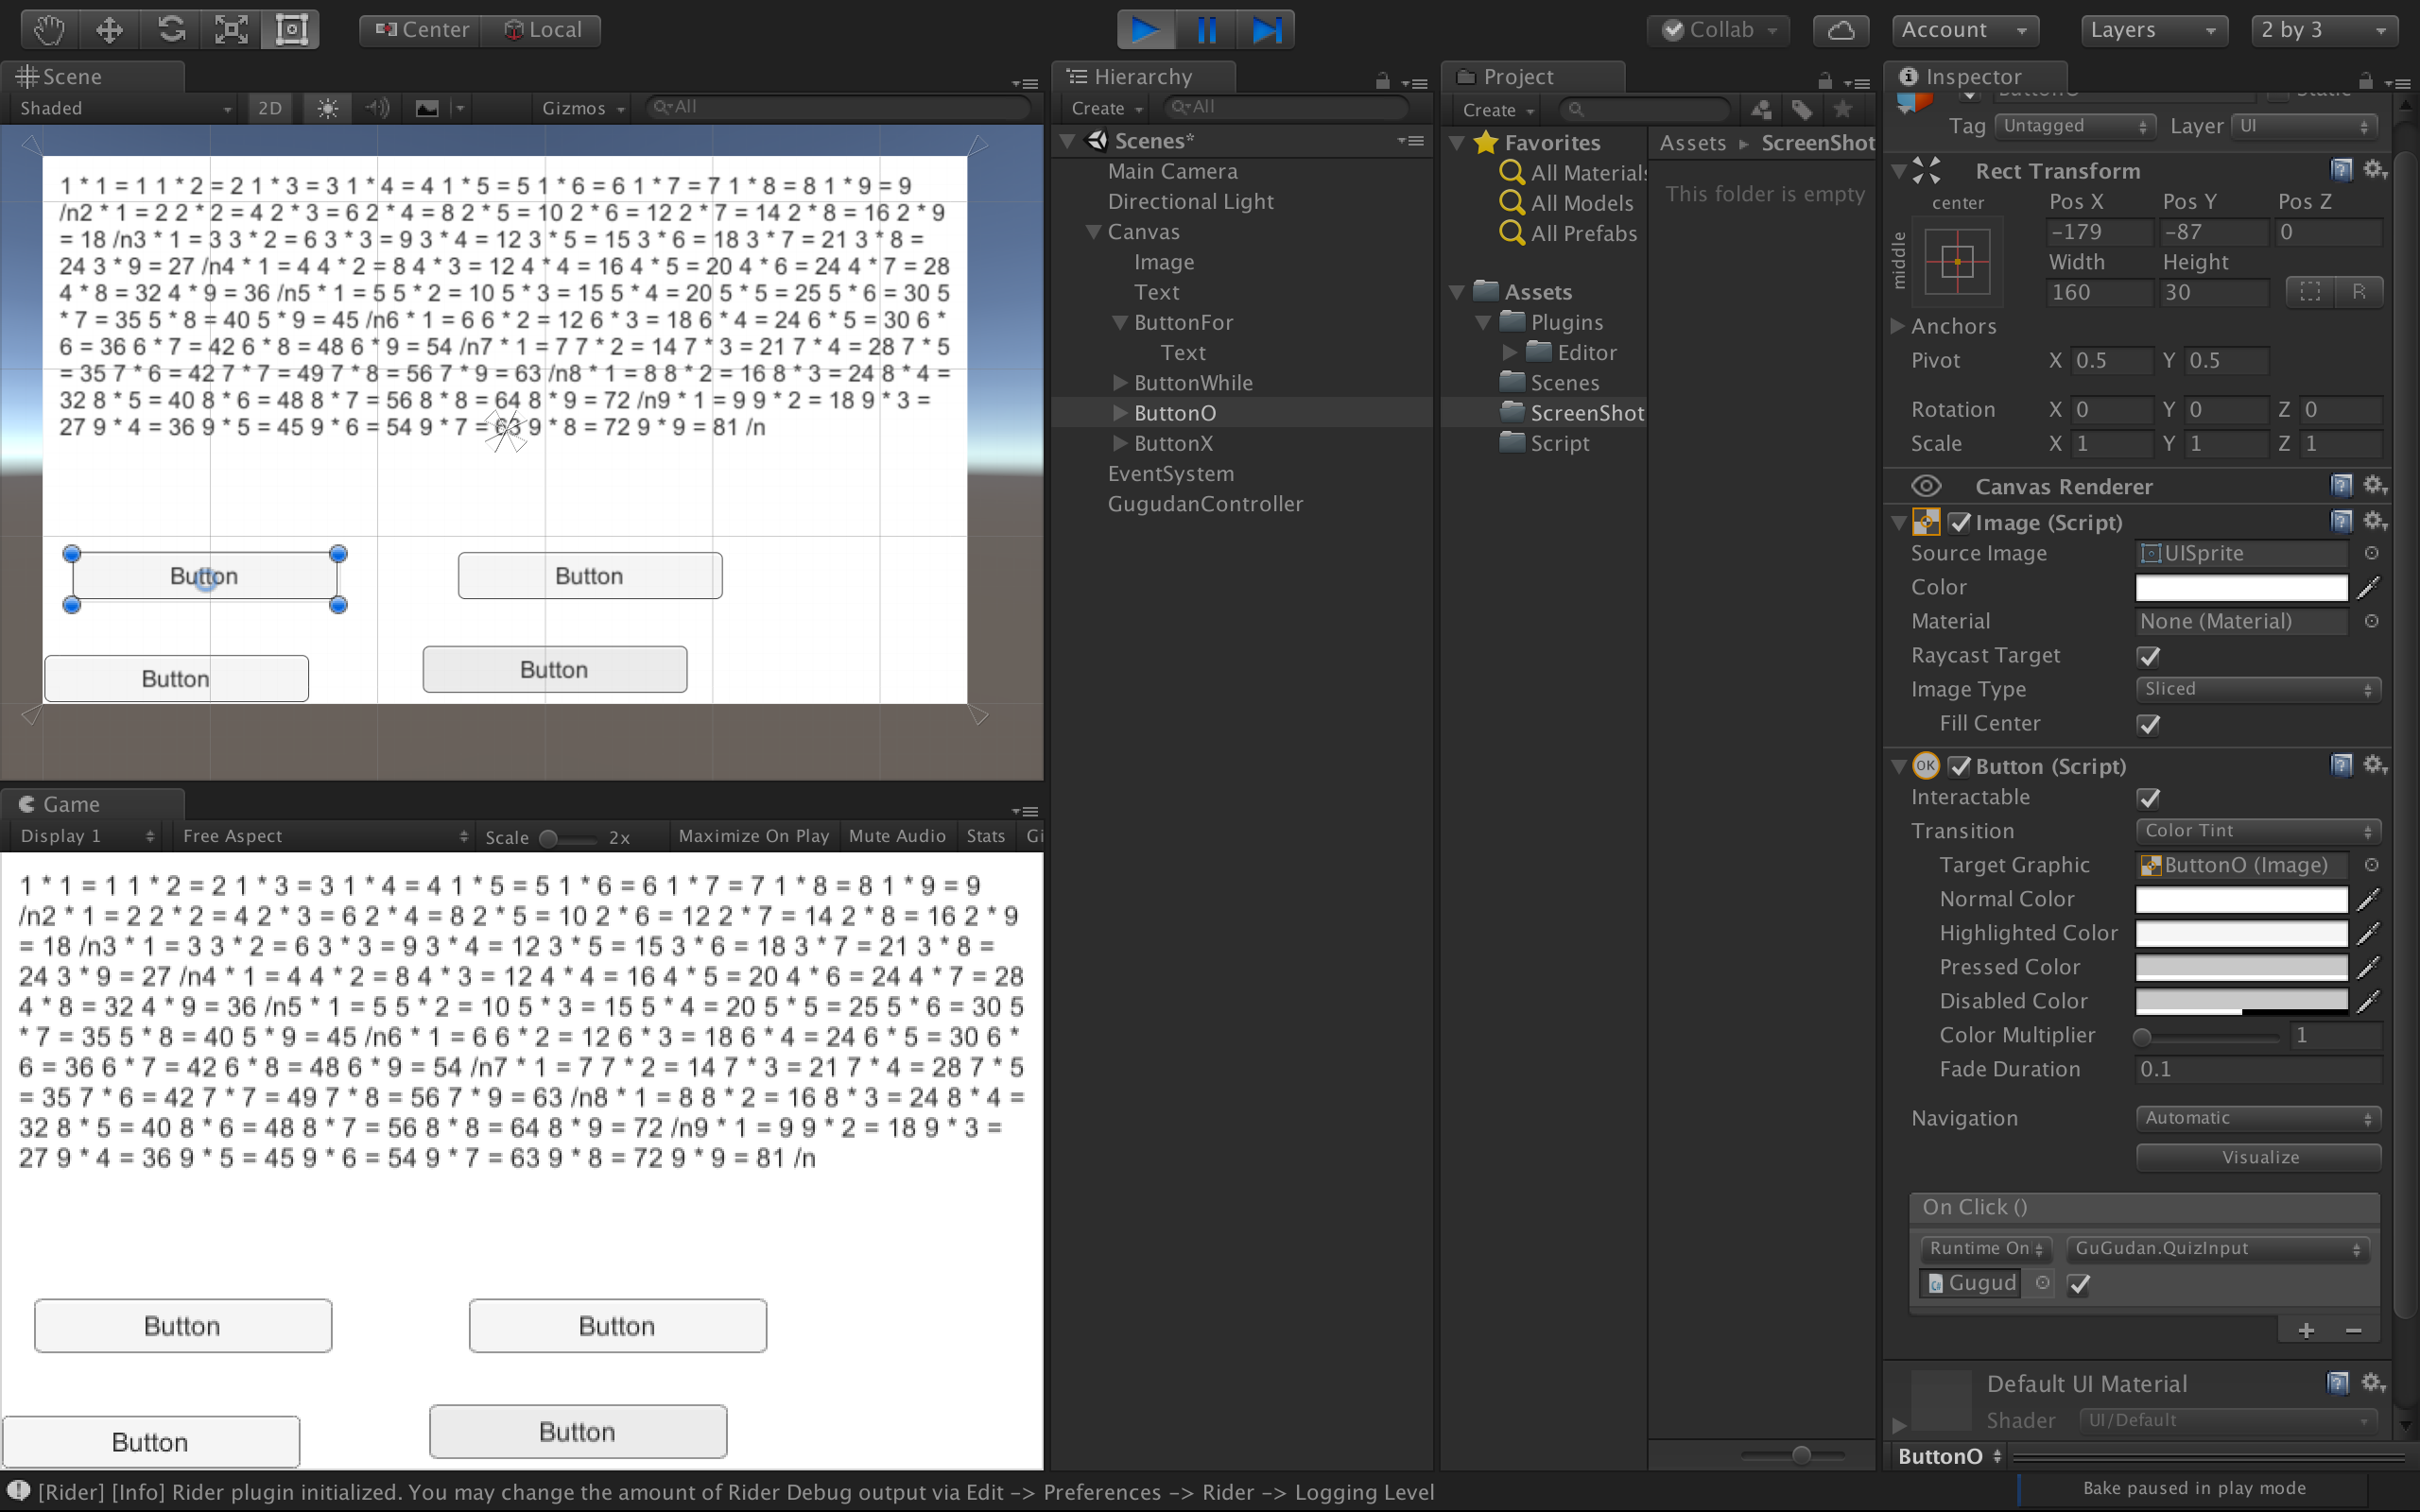 Center Local Collab Account Layers 2 by 3
Scene
Shaded 2D Gizmos All
1 * 1 = 1 1 * 2 = 2 1 * 3 = 3 1 * 4 = 4 1 * 5 = 5 1 * 6 = 6 1 * 7 = 7 1 * 8 = 8 1 * 9 = 9
/n2 * 1 = 2 2 * 2 = 4 2 * 3 = 6 2 * 4 = 8 2 * 5 = 10 2 * 6 = 12 2 * 7 = 14 2 * 8 = 16 2 * 9
= 18 /n3 * 1 = 3 3 * 2 = 6 3 * 3 = 9 3 * 4 = 12 3 * 5 = 15 3 * 6 = 18 3 * 7 = 21 3 * 8 =
24 3 * 9 = 27 /n4 * 1 = 4 4 * 2 = 8 4 * 3 = 12 4 * 4 = 16 4 * 5 = 20 4 * 6 = 24 4 * 7 = 28
4 * 8 = 32 4 * 9 = 36 /n5 * 1 = 5 5 * 2 = 10 5 * 3 = 15 5 * 4 = 20 5 * 5 = 25 5 * 6 = 30 5
* 7 = 35 5 * 8 = 40 5 * 9 = 45 /n6 * 1 = 6 6 * 2 = 12 6 * 3 = 18 6 * 4 = 24 6 * 5 = 30 6 *
6 = 36 6 * 7 = 42 6 * 8 = 48 6 * 9 = 54 /n7 * 1 = 7 7 * 2 = 14 7 * 3 = 21 7 * 4 = 28 7 * 5
= 35 7 * 6 = 42 7 * 7 = 49 7 * 8 = 56 7 * 9 = 63 /n8 * 1 = 8 8 * 2 = 16 8 * 3 = 24 8 * 4 =
32 8 * 5 = 40 8 * 6 = 48 8 * 7 = 56 8 * 8 = 64 8 * 9 = 72 /n9 * 1 = 9 9 * 2 = 18 9 * 3 =
27 9 * 4 = 36 9 * 5 = 45 9 * 6 = 54 9 * 7 = 63 9 * 8 = 72 9 * 9 = 81 /n
Button Button
Button Button
Game
Display 1 Free Aspect Scale 2x Maximize On Play Mute Audio Stats Gi
1 * 1 = 1 1 * 2 = 2 1 * 3 = 3 1 * 4 = 4 1 * 5 = 5 1 * 6 = 6 1 * 7 = 7 1 * 8 = 8 1 * 9 = 9
/n2 * 1 = 2 2 * 2 = 4 2 * 3 = 6 2 * 4 = 8 2 * 5 = 10 2 * 6 = 12 2 * 7 = 14 2 * 8 = 16 2 * 9
= 18 /n3 * 1 = 3 3 * 2 = 6 3 * 3 = 9 3 * 4 = 12 3 * 5 = 15 3 * 6 = 18 3 * 7 = 21 3 * 8 =
24 3 * 9 = 27 /n4 * 1 = 4 4 * 2 = 8 4 * 3 = 12 4 * 4 = 16 4 * 5 = 20 4 * 6 = 24 4 * 7 = 28
4 * 8 = 32 4 * 9 = 36 /n5 * 1 = 5 5 * 2 = 10 5 * 3 = 15 5 * 4 = 20 5 * 5 = 25 5 * 6 = 30 5
* 7 = 35 5 * 8 = 40 5 * 9 = 45 /n6 * 1 = 6 6 * 2 = 12 6 * 3 = 18 6 * 4 = 24 6 * 5 = 30 6 *
6 = 36 6 * 7 = 42 6 * 8 = 48 6 * 9 = 54 /n7 * 1 = 7 7 * 2 = 14 7 * 3 = 21 7 * 4 = 28 7 * 5
= 35 7 * 6 = 42 7 * 7 = 49 7 * 8 = 56 7 * 9 = 63 /n8 * 1 = 8 8 * 2 = 16 8 * 3 = 24 8 * 4 =
32 8 * 5 = 40 8 * 6 = 48 8 * 7 = 56 8 * 8 = 64 8 * 9 = 72 /n9 * 1 = 9 9 * 2 = 18 9 * 3 =
27 9 * 4 = 36 9 * 5 = 45 9 * 6 = 54 9 * 7 = 63 9 * 8 = 72 9 * 9 = 81 /n
Button Button
Button Button
Hierarchy
Create All
Scenes*
Main Camera
Directional Light
Canvas
Image
Text
ButtonFor
Text
ButtonWhile
ButtonO
ButtonX
EventSystem
GugudanController
Project
Create
Favorites
All Materials
All Models
All Prefabs
Assets
Plugins
Editor
Scenes
ScreenShot
Script
Assets ScreenShot
This folder is empty
Inspector
Tag Untagged Layer UI
Rect Transform
center Pos X Pos Y Pos Z
middle -179 -87 0
Width Height
160 30 R
Anchors
Pivot X 0.5 Y 0.5
Rotation X 0 Y 0 Z 0
Scale X 1 Y 1 Z 1
Canvas Renderer
Image (Script)
Source Image UISprite
Color
Material None (Material)
Raycast Target
Image Type Sliced
Fill Center
OK Button (Script)
Interactable
Transition Color Tint
Target Graphic ButtonO (Image)
Normal Color
Highlighted Color
Pressed Color
Disabled Color
Color Multiplier 1
Fade Duration 0.1
Navigation Automatic
Visualize
On Click ()
Runtime On GuGudan.QuizInput
Gugud
Default UI Material
Shader UI/Default
ButtonO
[Rider] [Info] Rider plugin initialized. You may change the amount of Rider Debug output via Edit -> Preferences -> Rider -> Logging Level
Bake paused in play mode